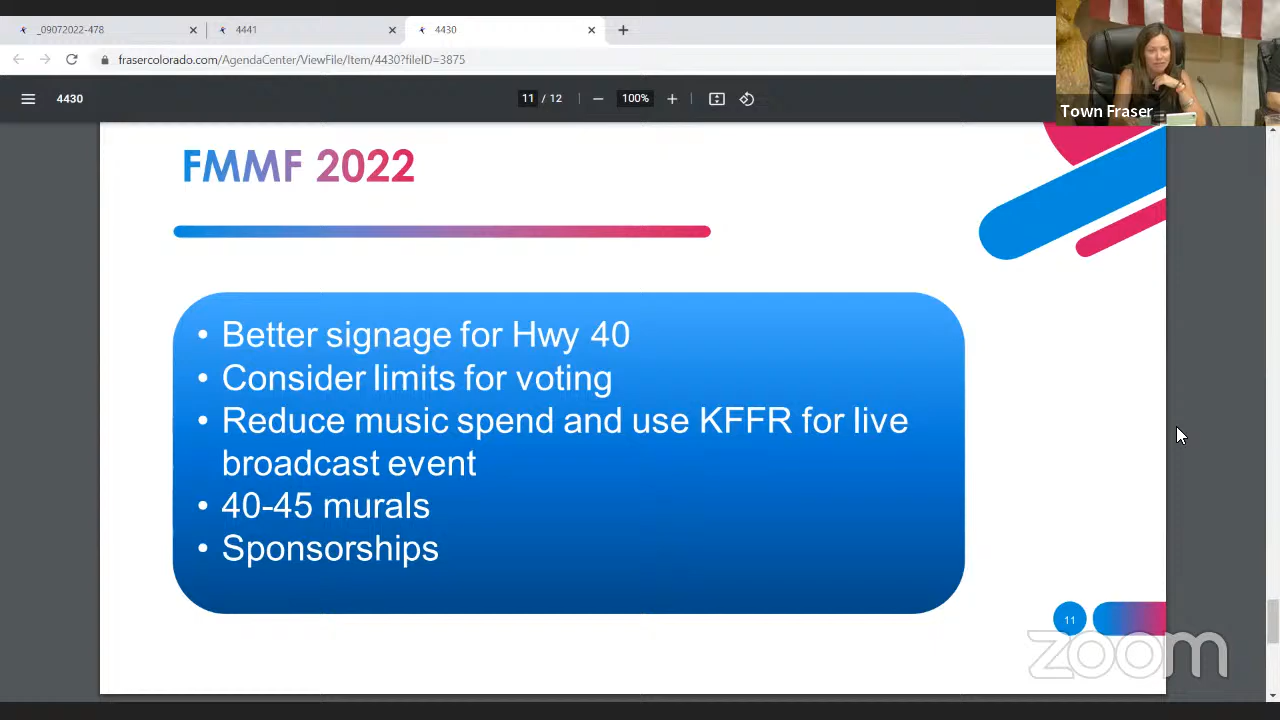 _09072022-478
4441
4430
frasercolorado.com/AgendaCenter/ViewFile/Item/4430?fileID=3875
4430
11 / 12
100%
Town Fraser
FMMF 2022
• Better signage for Hwy 40
• Consider limits for voting
• Reduce music spend and use KFFR for live
broadcast event
• 40-45 murals
• Sponsorships
11
zoom